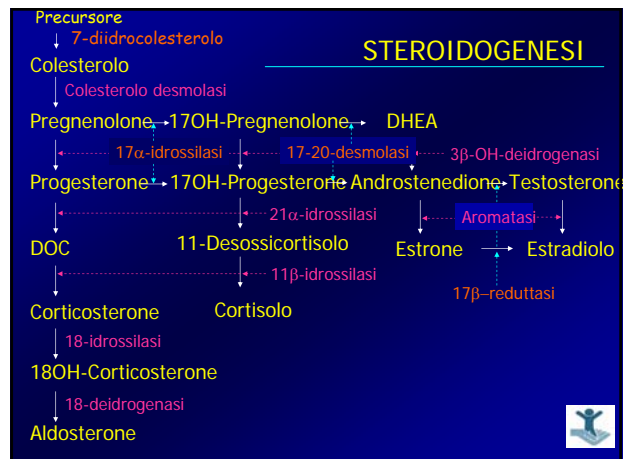 Precursore
7-diidrocolesterolo
STEROIDOGENESI
Colesterolo
Colesterolo desmolasi
Pregnenolone 17OH-Pregnenolone DHEA
17α-idrossilasi 17-20-desmolasi 3β-OH-deidrogenasi
Progesterone 17OH-Progesterone Androstenedione Testosterone
21α-idrossilasi Aromatasi
DOC 11-Desossicortisolo Estrone Estradiolo
11β-idrossilasi
17β–reduttasi
Corticosterone Cortisolo
18-idrossilasi
18OH-Corticosterone
18-deidrogenasi
Aldosterone